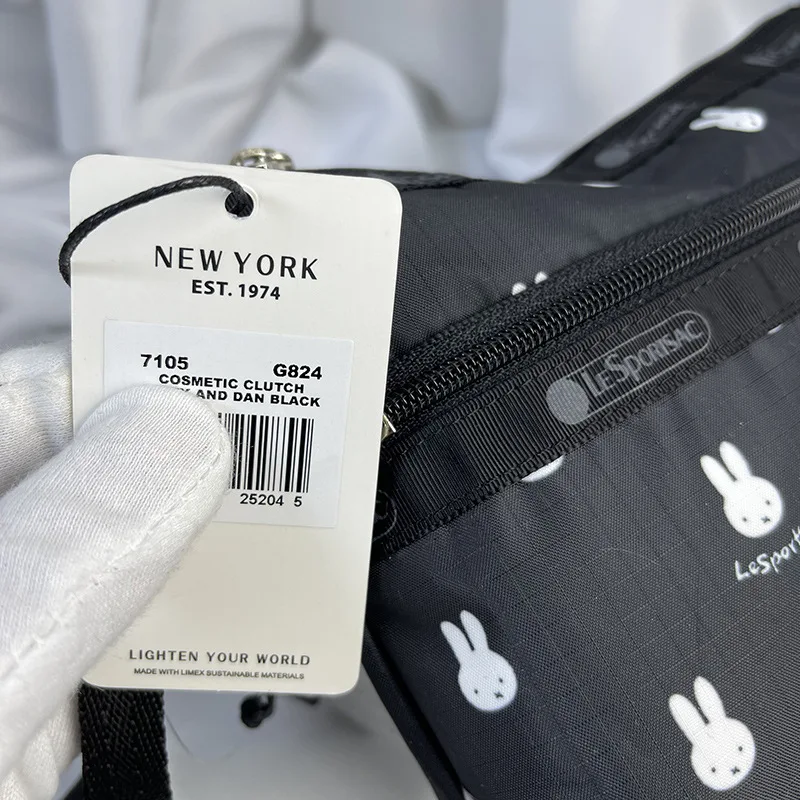 NEW YORK
EST. 1974
7105 G824
COSMETIC CLUTCH
AND DAN BLACK
25204 5
LIGHTEN YOUR WORLD
MADE WITH LIMEX SUSTAINABLE MATERIALS
LESPORTSAC
LeSport